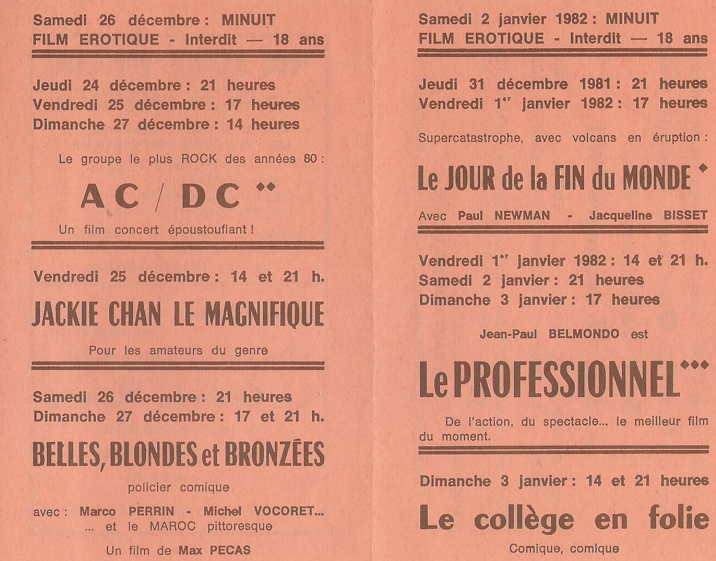 Samedi 26 décembre : MINUIT
FILM EROTIQUE - Interdit — 18 ans
Jeudi 24 décembre : 21 heures
Vendredi 25 décembre : 17 heures
Dimanche 27 décembre : 14 heures
Le groupe le plus ROCK des années 80 :
AC / DC **
Un film concert époustouflant !
Vendredi 25 décembre : 14 et 21 h.
JACKIE CHAN LE MAGNIFIQUE
Pour les amateurs du genre
Samedi 26 décembre : 21 heures
Dimanche 27 décembre : 17 et 21 h.
BELLES, BLONDES et BRONZÉES
policier comique
avec : Marco PERRIN - Michel VOCORET...
... et le MAROC pittoresque
Un film de Max PECAS
Samedi 2 janvier 1982 : MINUIT
FILM EROTIQUE - Interdit — 18 ans
Jeudi 31 décembre 1981 : 21 heures
Vendredi 1er janvier 1982 : 17 heures
Supercatastrophe, avec volcans en éruption :
Le JOUR de la FIN du MONDE *
Avec Paul NEWMAN - Jacqueline BISSET
Vendredi 1er janvier 1982 : 14 et 21 h.
Samedi 2 janvier : 21 heures
Dimanche 3 janvier : 17 heures
Jean-Paul BELMONDO est
Le PROFESSIONNEL ***
De l'action, du spectacle... le meilleur film
du moment.
Dimanche 3 janvier : 14 et 21 heures
Le collège en folie
Comique, comique